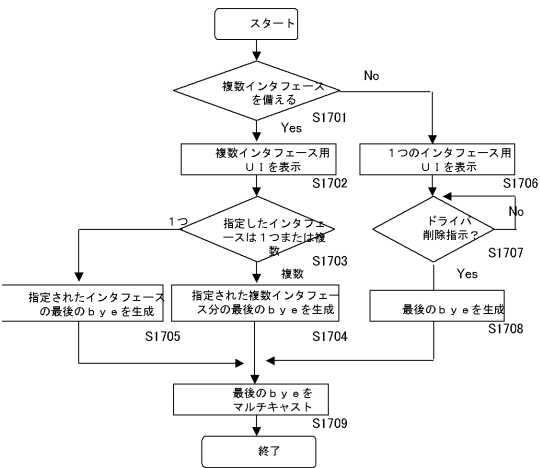 スタート
複数インタフェース
を備える
No
S1701
Yes
複数インタフェース用
ＵＩを表示
S1702
１つのインタフェース用
ＵＩを表示
S1706
１つ
指定したインタフェ
ースは１つまたは複
数
S1703
複数
ドライバ
削除指示？
No
S1707
Yes
指定されたインタフェース
の最後のｂｙｅを生成
S1705
指定された複数インタフェー
ス分の最後のｂｙｅを生成
S1704
最後のｂｙｅを生成
S1708
最後のｂｙｅを
マルチキャスト
S1709
終了